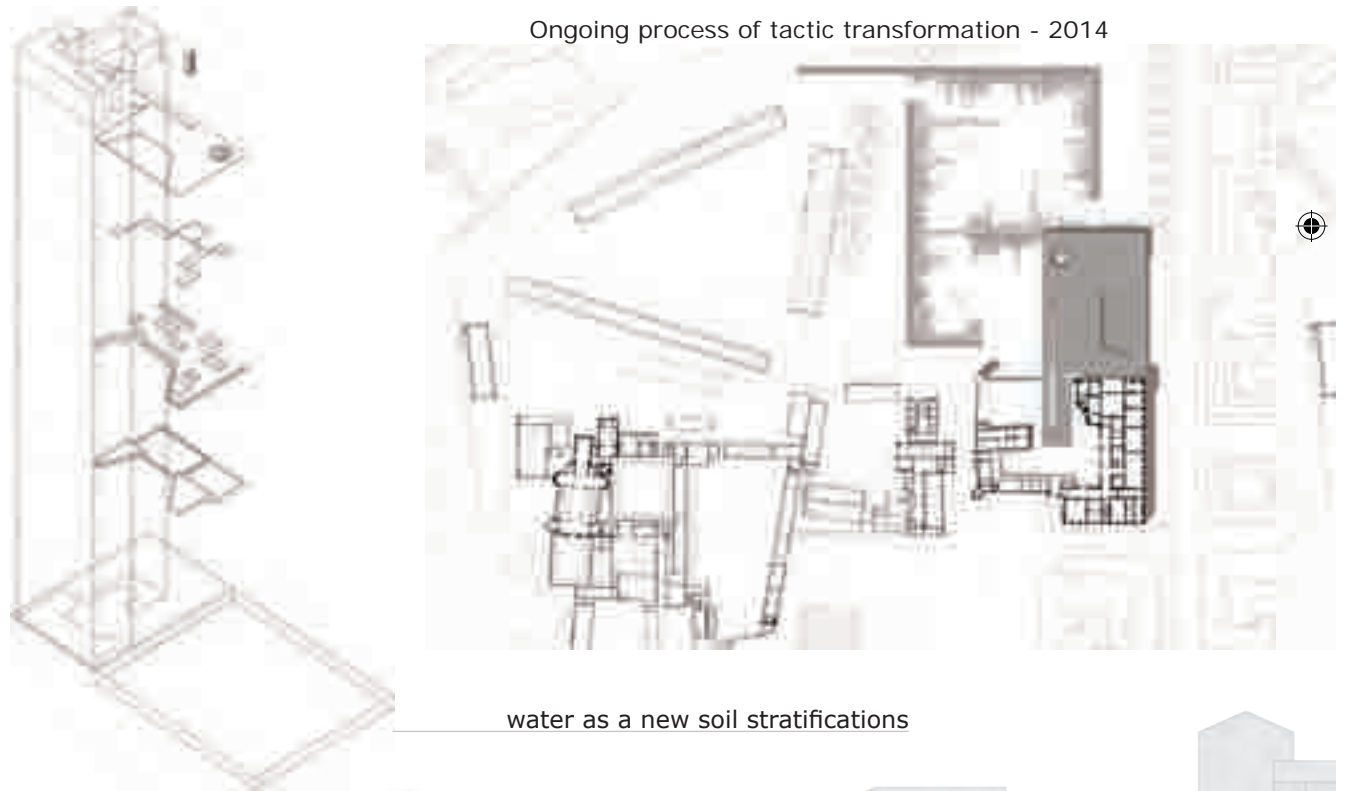 Ongoing process of tactic transformation - 2014
water as a new soil stratifications